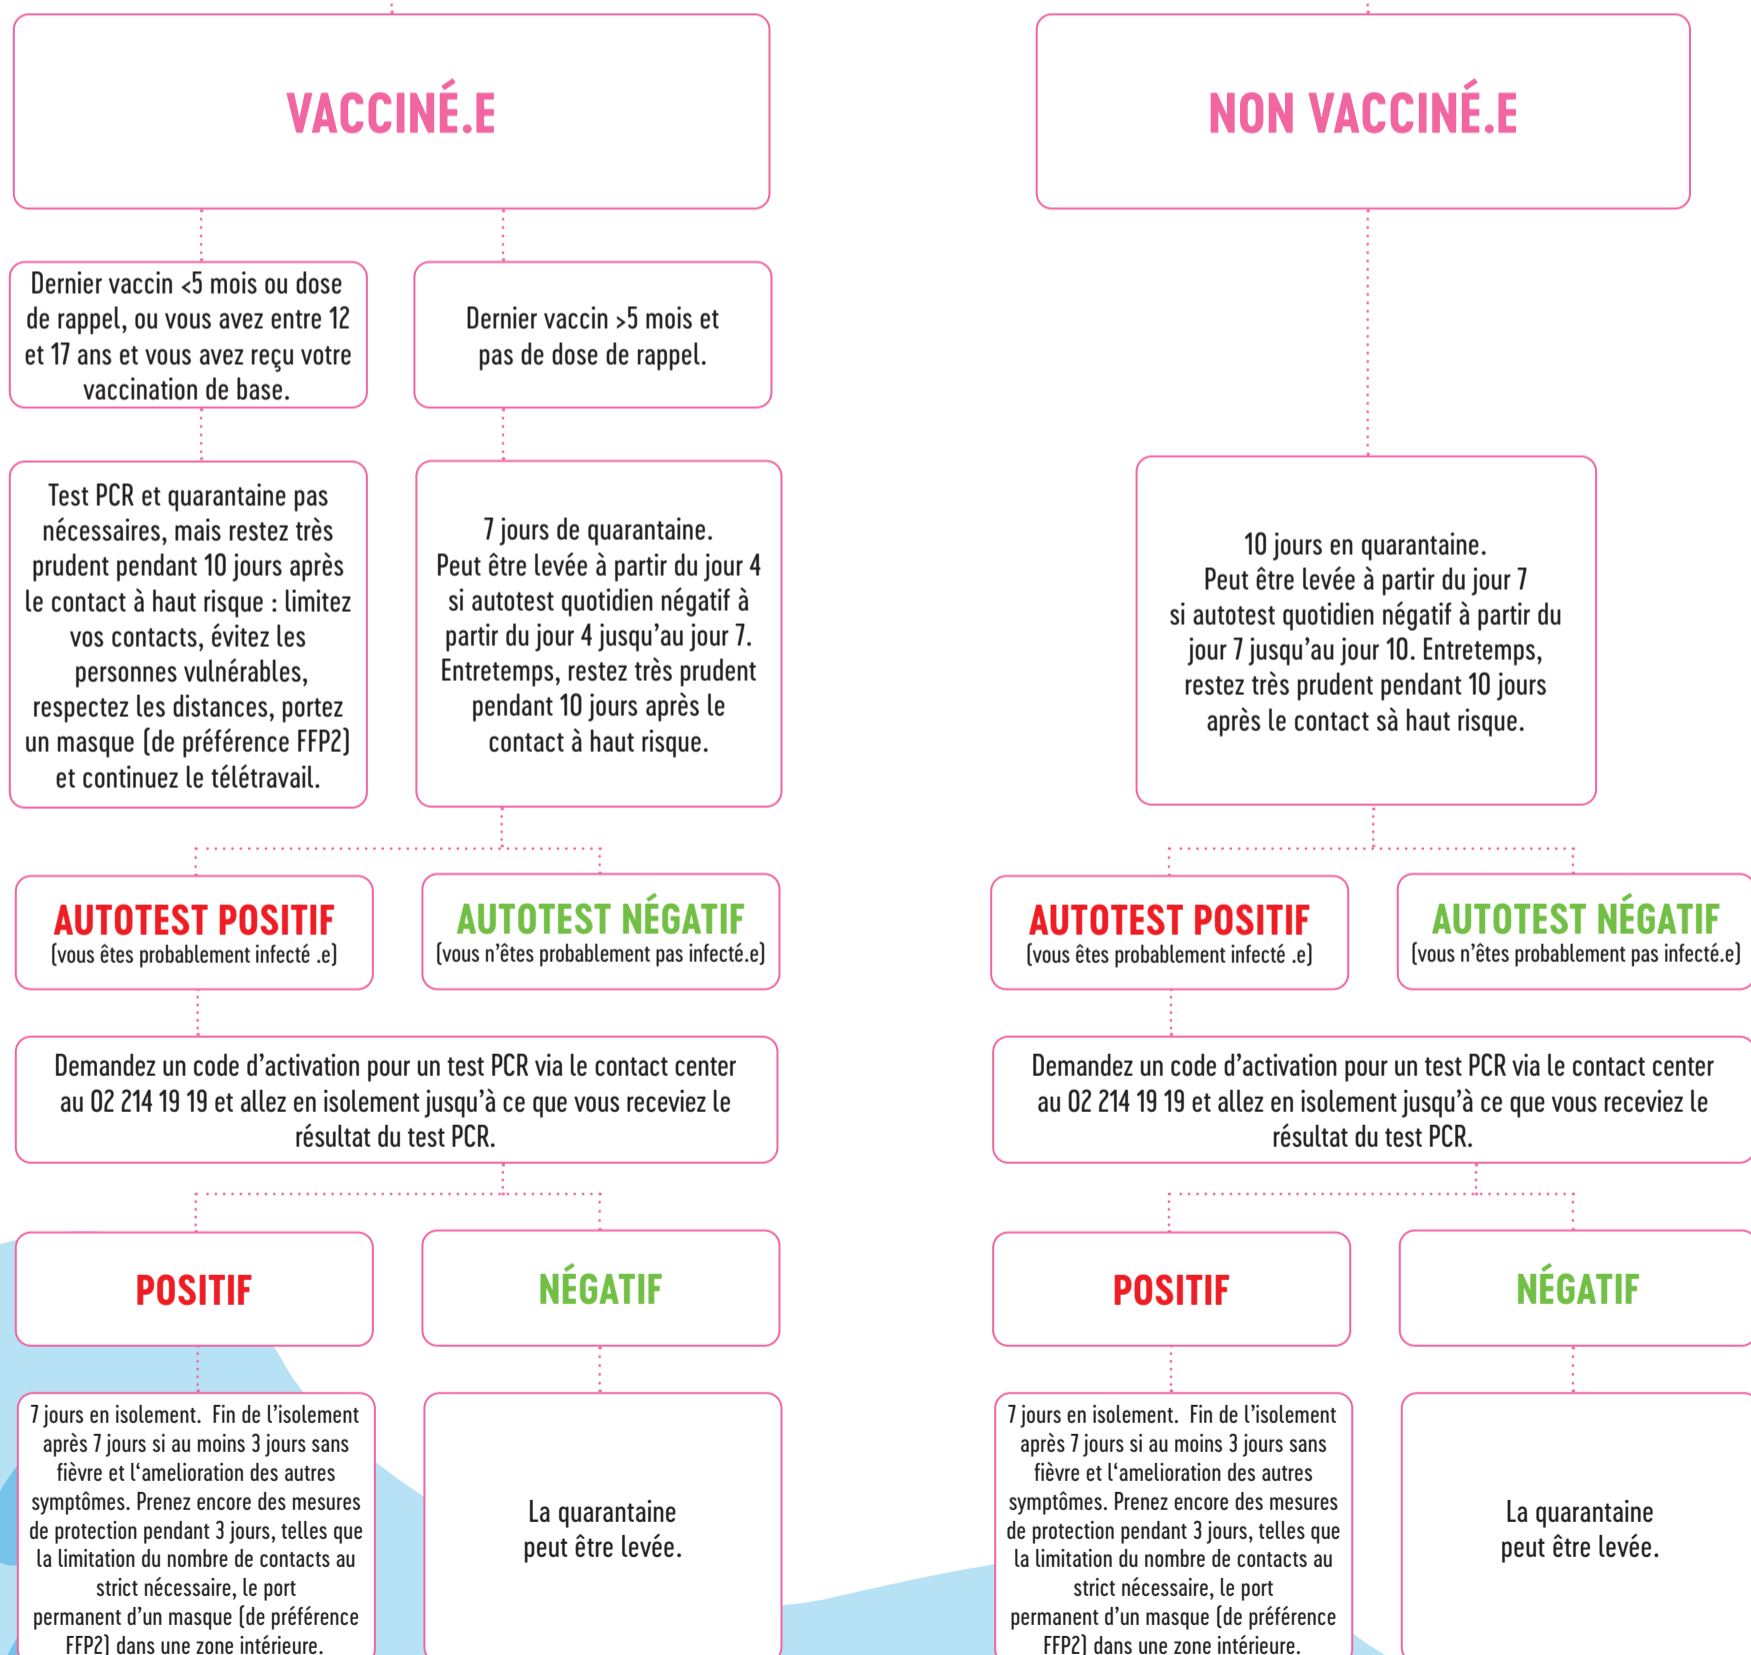 VACCINÉ.E
Dernier vaccin <5 mois ou dose
de rappel, ou vous avez entre 12
et 17 ans et vous avez reçu votre
vaccination de base.
Dernier vaccin >5 mois et
pas de dose de rappel.
Test PCR et quarantaine pas
nécessaires, mais restez très
prudent pendant 10 jours après
le contact à haut risque : limitez
vos contacts, évitez les
personnes vulnérables,
respectez les distances, portez
un masque (de préférence FFP2)
et continuez le télétravail.
7 jours de quarantaine.
Peut être levée à partir du jour 4
si autotest quotidien négatif à
partir du jour 4 jusqu'au jour 7.
Entretemps, restez très prudent
pendant 10 jours après le
contact à haut risque.
AUTOTEST POSITIF
(vous êtes probablement infecté .e)
AUTOTEST NÉGATIF
(vous n'êtes probablement pas infecté.e)
Demandez un code d'activation pour un test PCR via le contact center
au 02 214 19 19 et allez en isolement jusqu'à ce que vous receviez le
résultat du test PCR.
POSITIF
NÉGATIF
7 jours en isolement. Fin de l'isolement
après 7 jours si au moins 3 jours sans
fièvre et l'amelioration des autres
symptômes. Prenez encore des mesures
de protection pendant 3 jours, telles que
la limitation du nombre de contacts au
strict nécessaire, le port
permanent d'un masque (de préférence
FFP2) dans une zone intérieure.
La quarantaine
peut être levée.
NON VACCINÉ.E
10 jours en quarantaine.
Peut être levée à partir du jour 7
si autotest quotidien négatif à partir du
jour 7 jusqu'au jour 10. Entretemps,
restez très prudent pendant 10 jours
après le contact sà haut risque.
AUTOTEST POSITIF
(vous êtes probablement infecté .e)
AUTOTEST NÉGATIF
(vous n'êtes probablement pas infecté.e)
Demandez un code d'activation pour un test PCR via le contact center
au 02 214 19 19 et allez en isolement jusqu'à ce que vous receviez le
résultat du test PCR.
POSITIF
NÉGATIF
7 jours en isolement. Fin de l'isolement
après 7 jours si au moins 3 jours sans
fièvre et l'amelioration des autres
symptômes. Prenez encore des mesures
de protection pendant 3 jours, telles que
la limitation du nombre de contacts au
strict nécessaire, le port
permanent d'un masque (de préférence
FFP2) dans une zone intérieure.
La quarantaine
peut être levée.